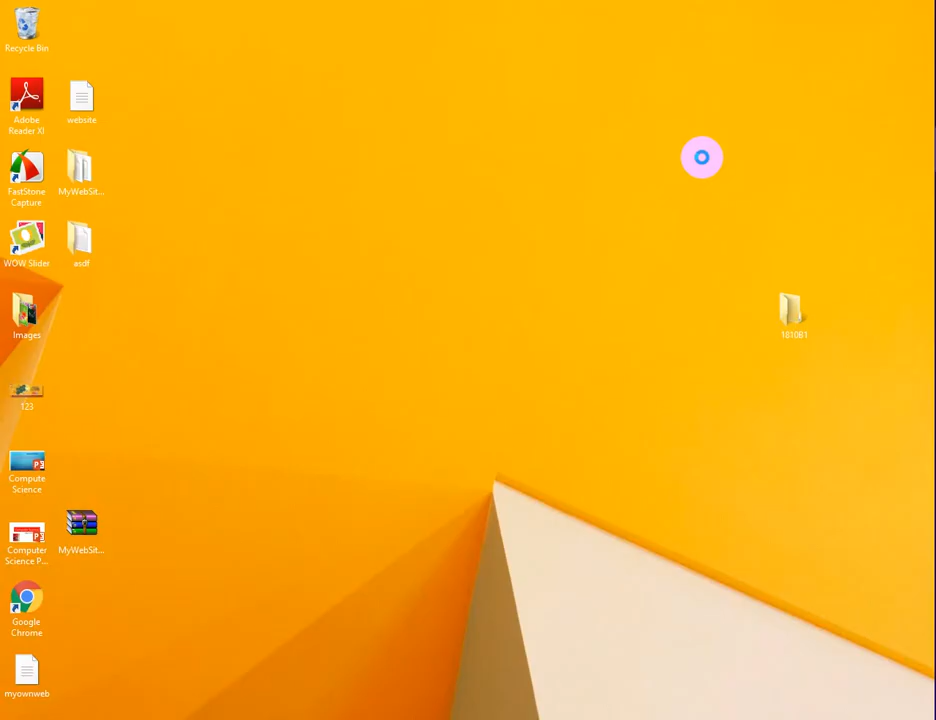 Recycle Bin
Adobe
Reader XI
FastStone
Capture
WOW Slider
Images
123
Compute
Science
Computer
Science P...
Google
Chrome
myownweb
website
MyWebSit...
asdf
MyWebSit...
1810B1